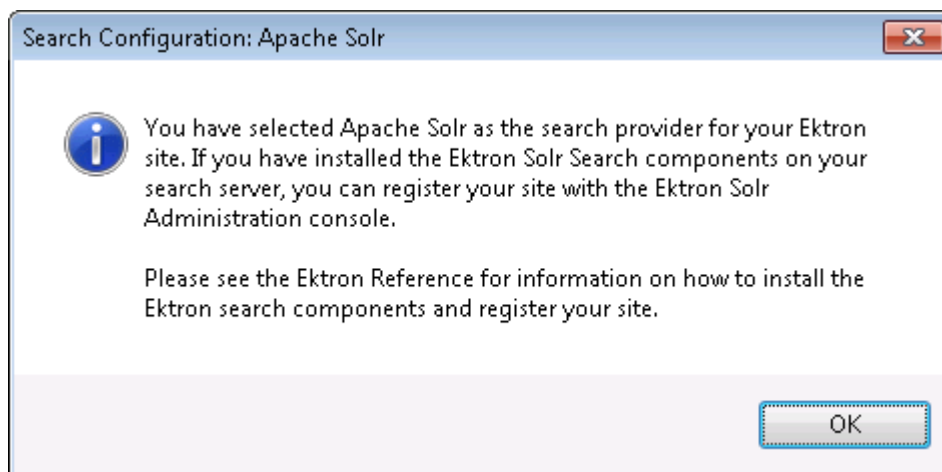 Search Configuration: Apache Solr
You have selected Apache Solr as the search provider for your Ektron
site. If you have installed the Ektron Solr Search components on your
search server, you can register your site with the Ektron Solr
Administration console.
Please see the Ektron Reference for information on how to install the
Ektron search components and register your site.
OK